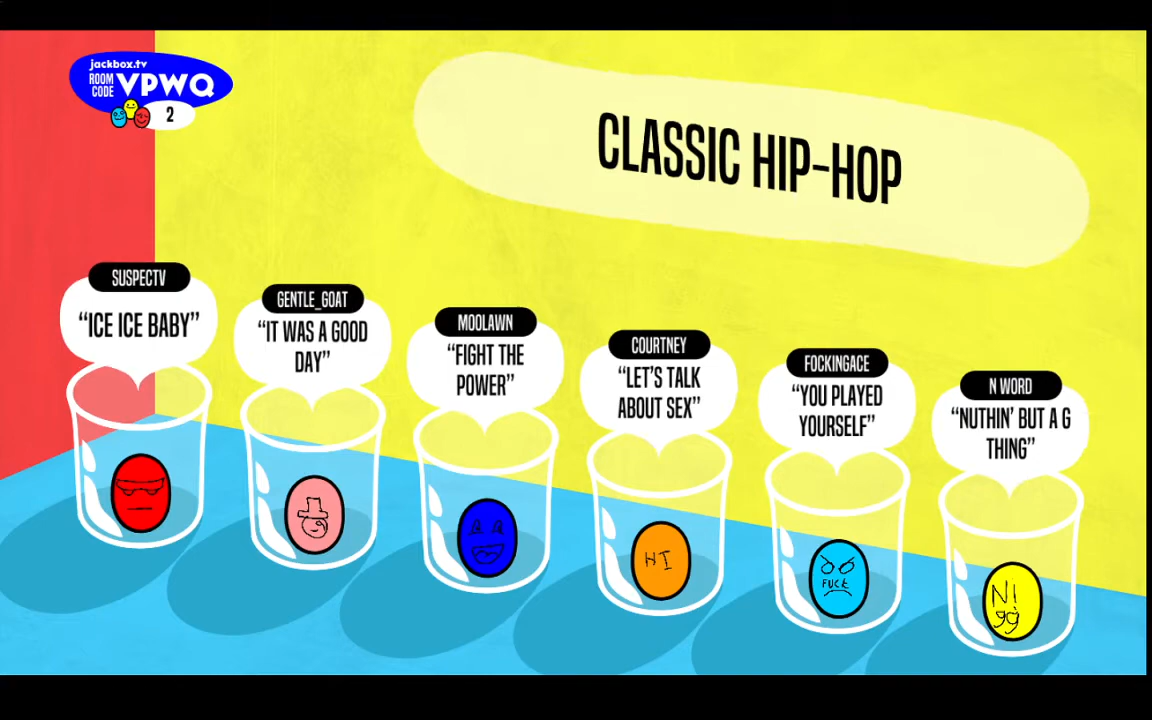 jackbox.tv
ROOM
CODE
VPWQ
2
CLASSIC HIP-HOP
SUSPECTV
“ICE ICE BABY”
GENTLE_GOAT
“IT WAS A GOOD
DAY”
MOOLAWN
“FIGHT THE
POWER”
COURTNEY
“LET’S TALK
ABOUT SEX”
FOCKINGACE
“YOU PLAYED
YOURSELF”
N WORD
“NUTHIN’ BUT A G
THING”
HI
FUCK
NI
gg